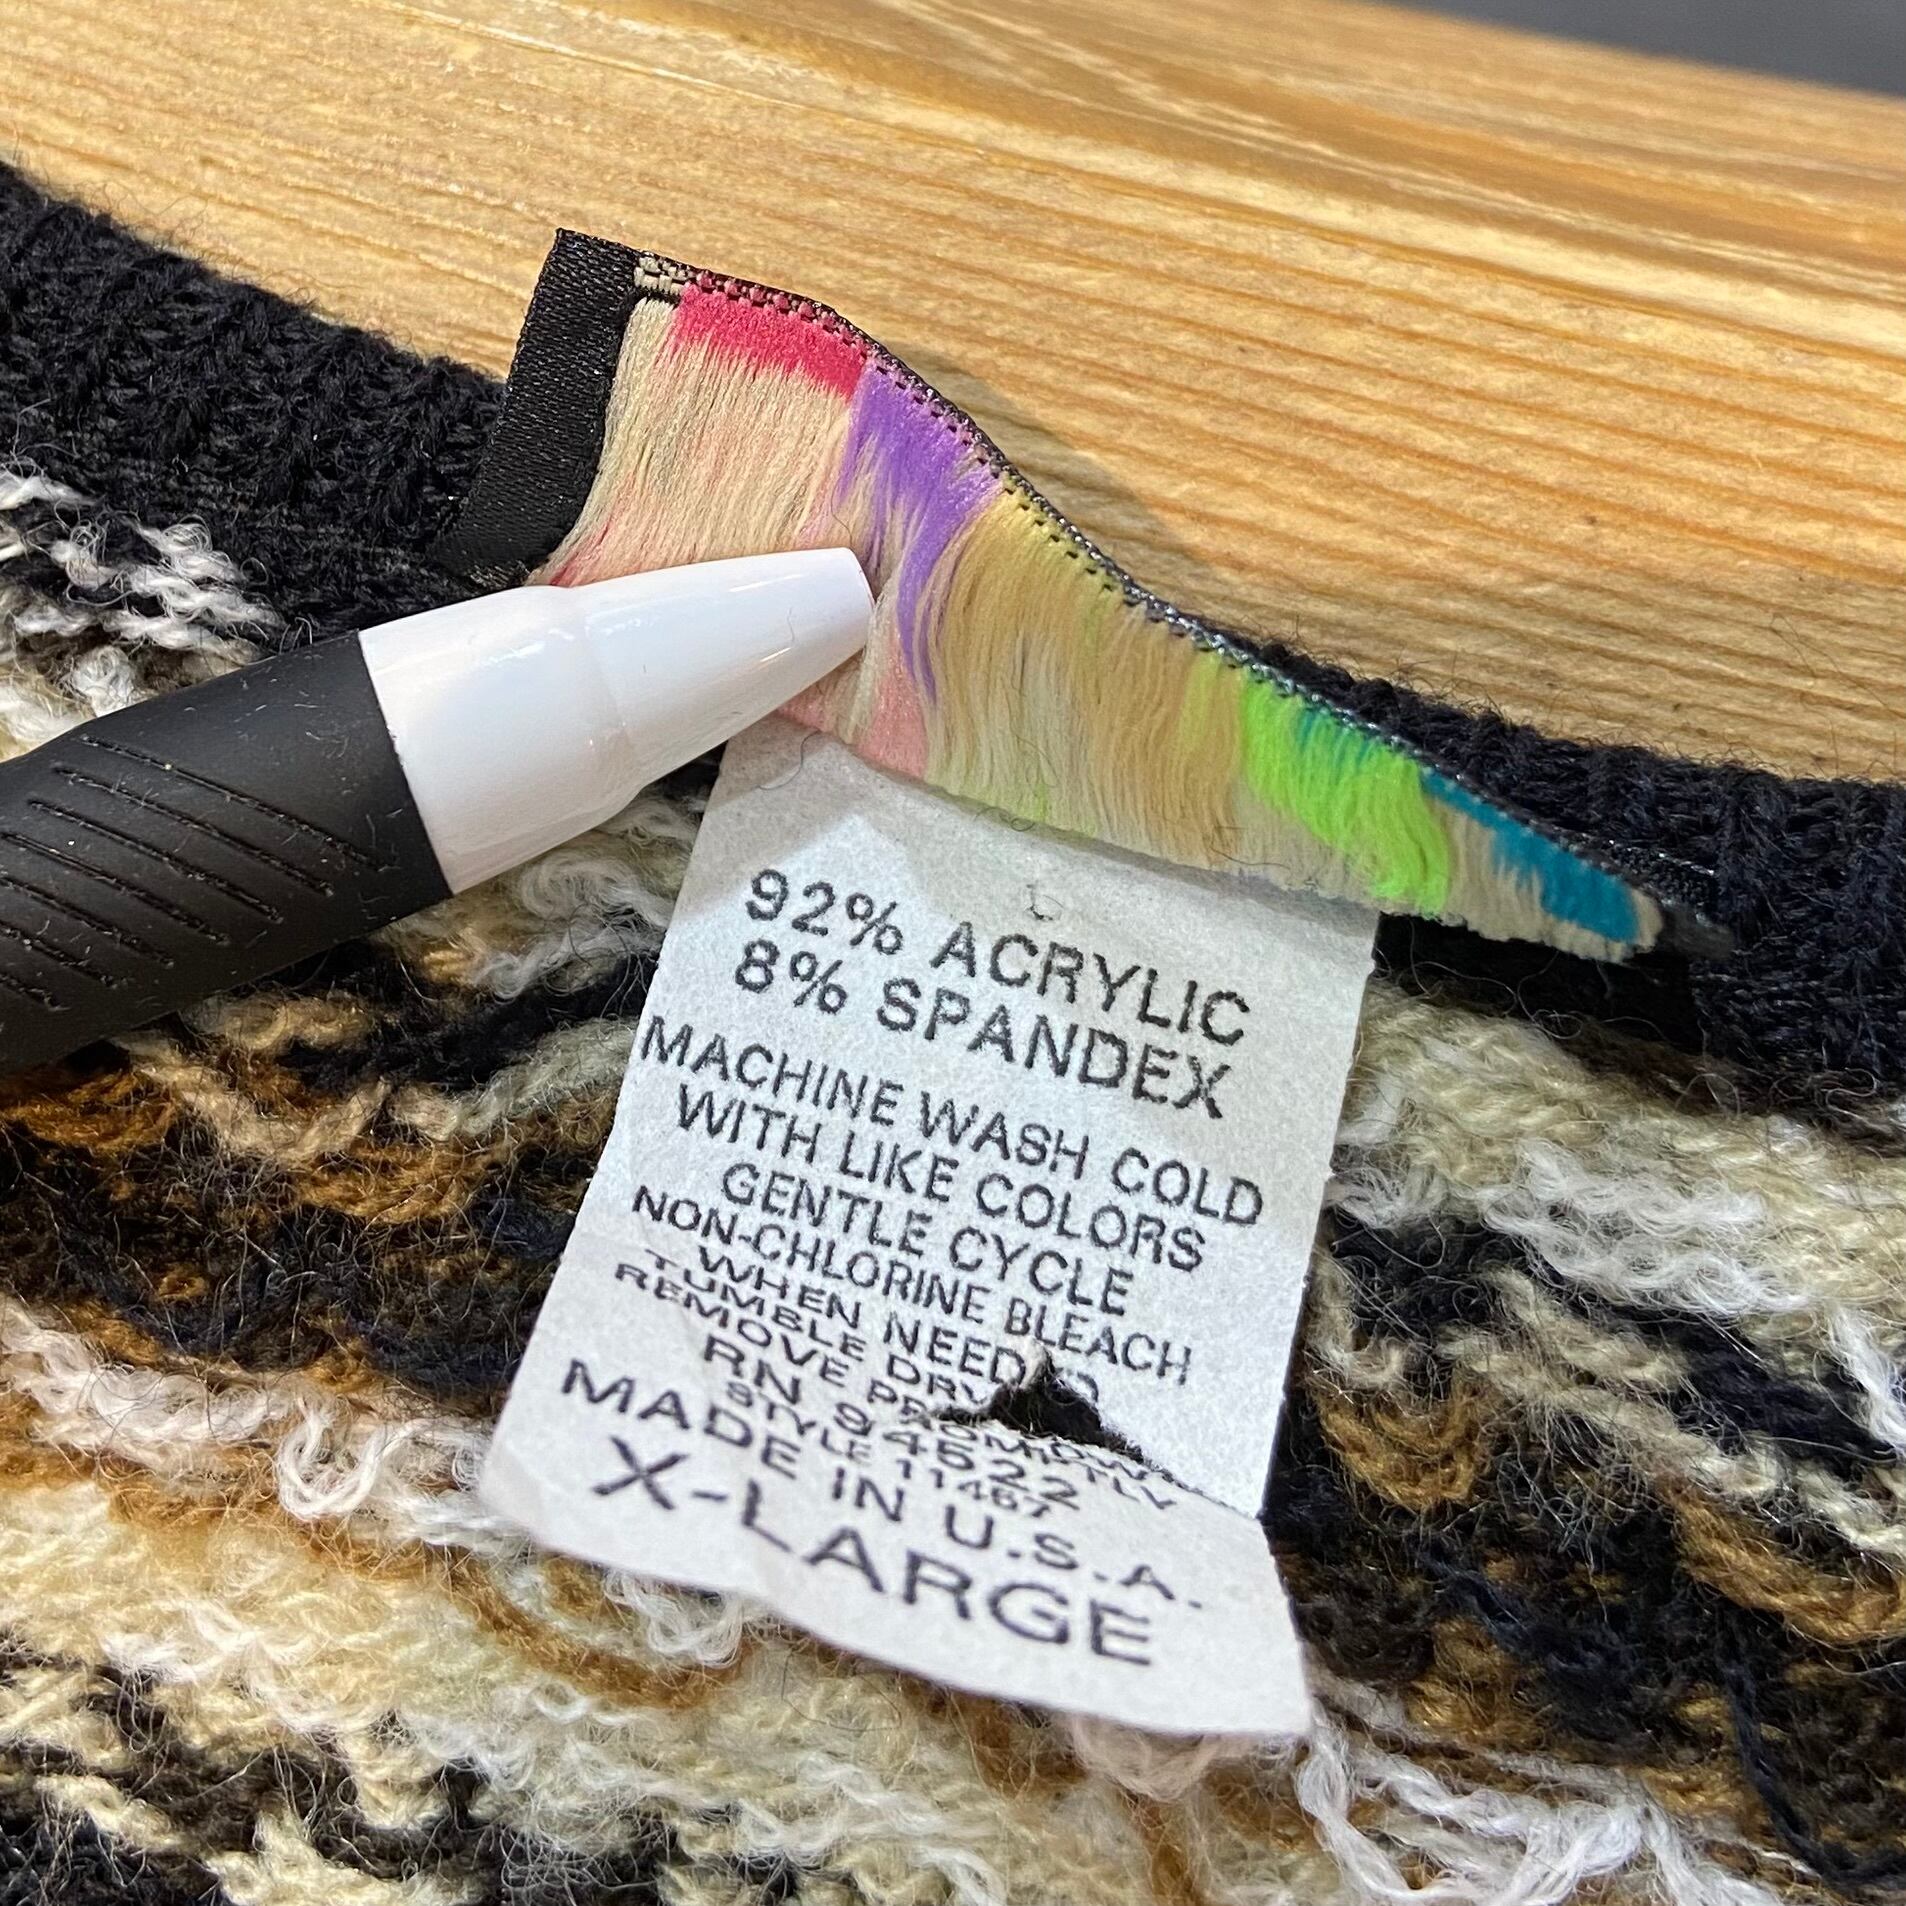 92% ACRYLIC
8% SPANDEX
MACHINE WASH COLD
WITH LIKE COLORS
GENTLE CYCLE
NON-CHLORINE BLEACH
WHEN NEEDED
TUMBLE DRY
REMOVE PROMPTLY
RN 94522
STYLE 11467
MADE IN U.S.A.
X-LARGE